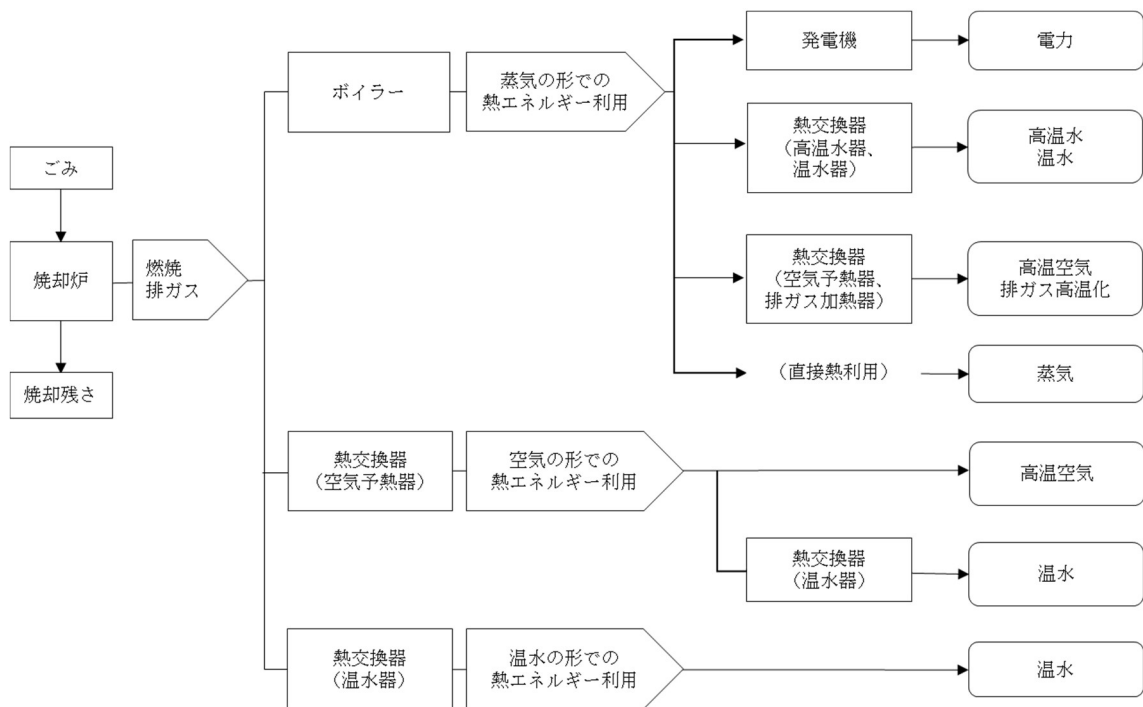 ごみ
焼却炉
焼却残さ
燃焼
排ガス
ボイラー
蒸気の形での
熱エネルギー利用
発電機
電力
熱交換器
(高温水器、
温水器)
高温水
温水
熱交換器
(空気予熱器、
排ガス加熱器)
高温空気
排ガス高温化
(直接熱利用)
蒸気
熱交換器
(空気予熱器)
空気の形での
熱エネルギー利用
高温空気
熱交換器
(温水器)
温水
熱交換器
(温水器)
温水の形での
熱エネルギー利用
温水